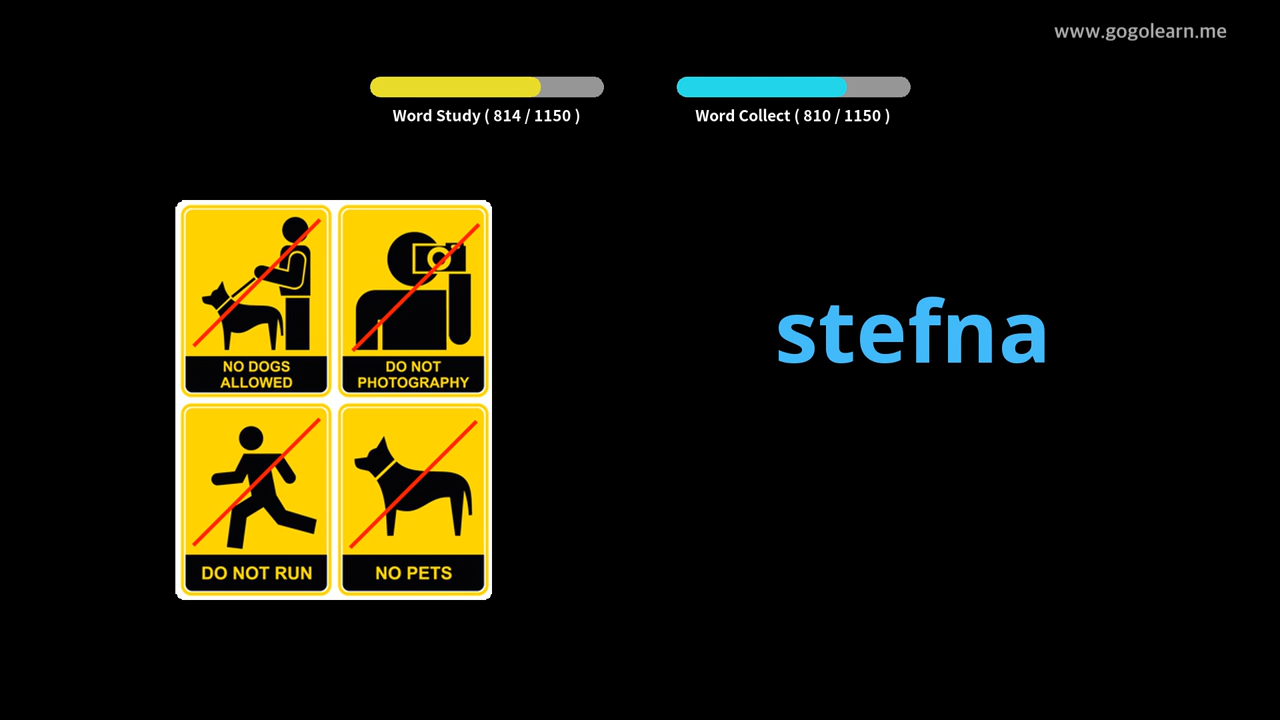 www.gogolearn.me
Word Study ( 814 / 1150 )
Word Collect ( 810 / 1150 )
NO DOGS
ALLOWED
DO NOT
PHOTOGRAPHY
stefna
DO NOT RUN
NO PETS